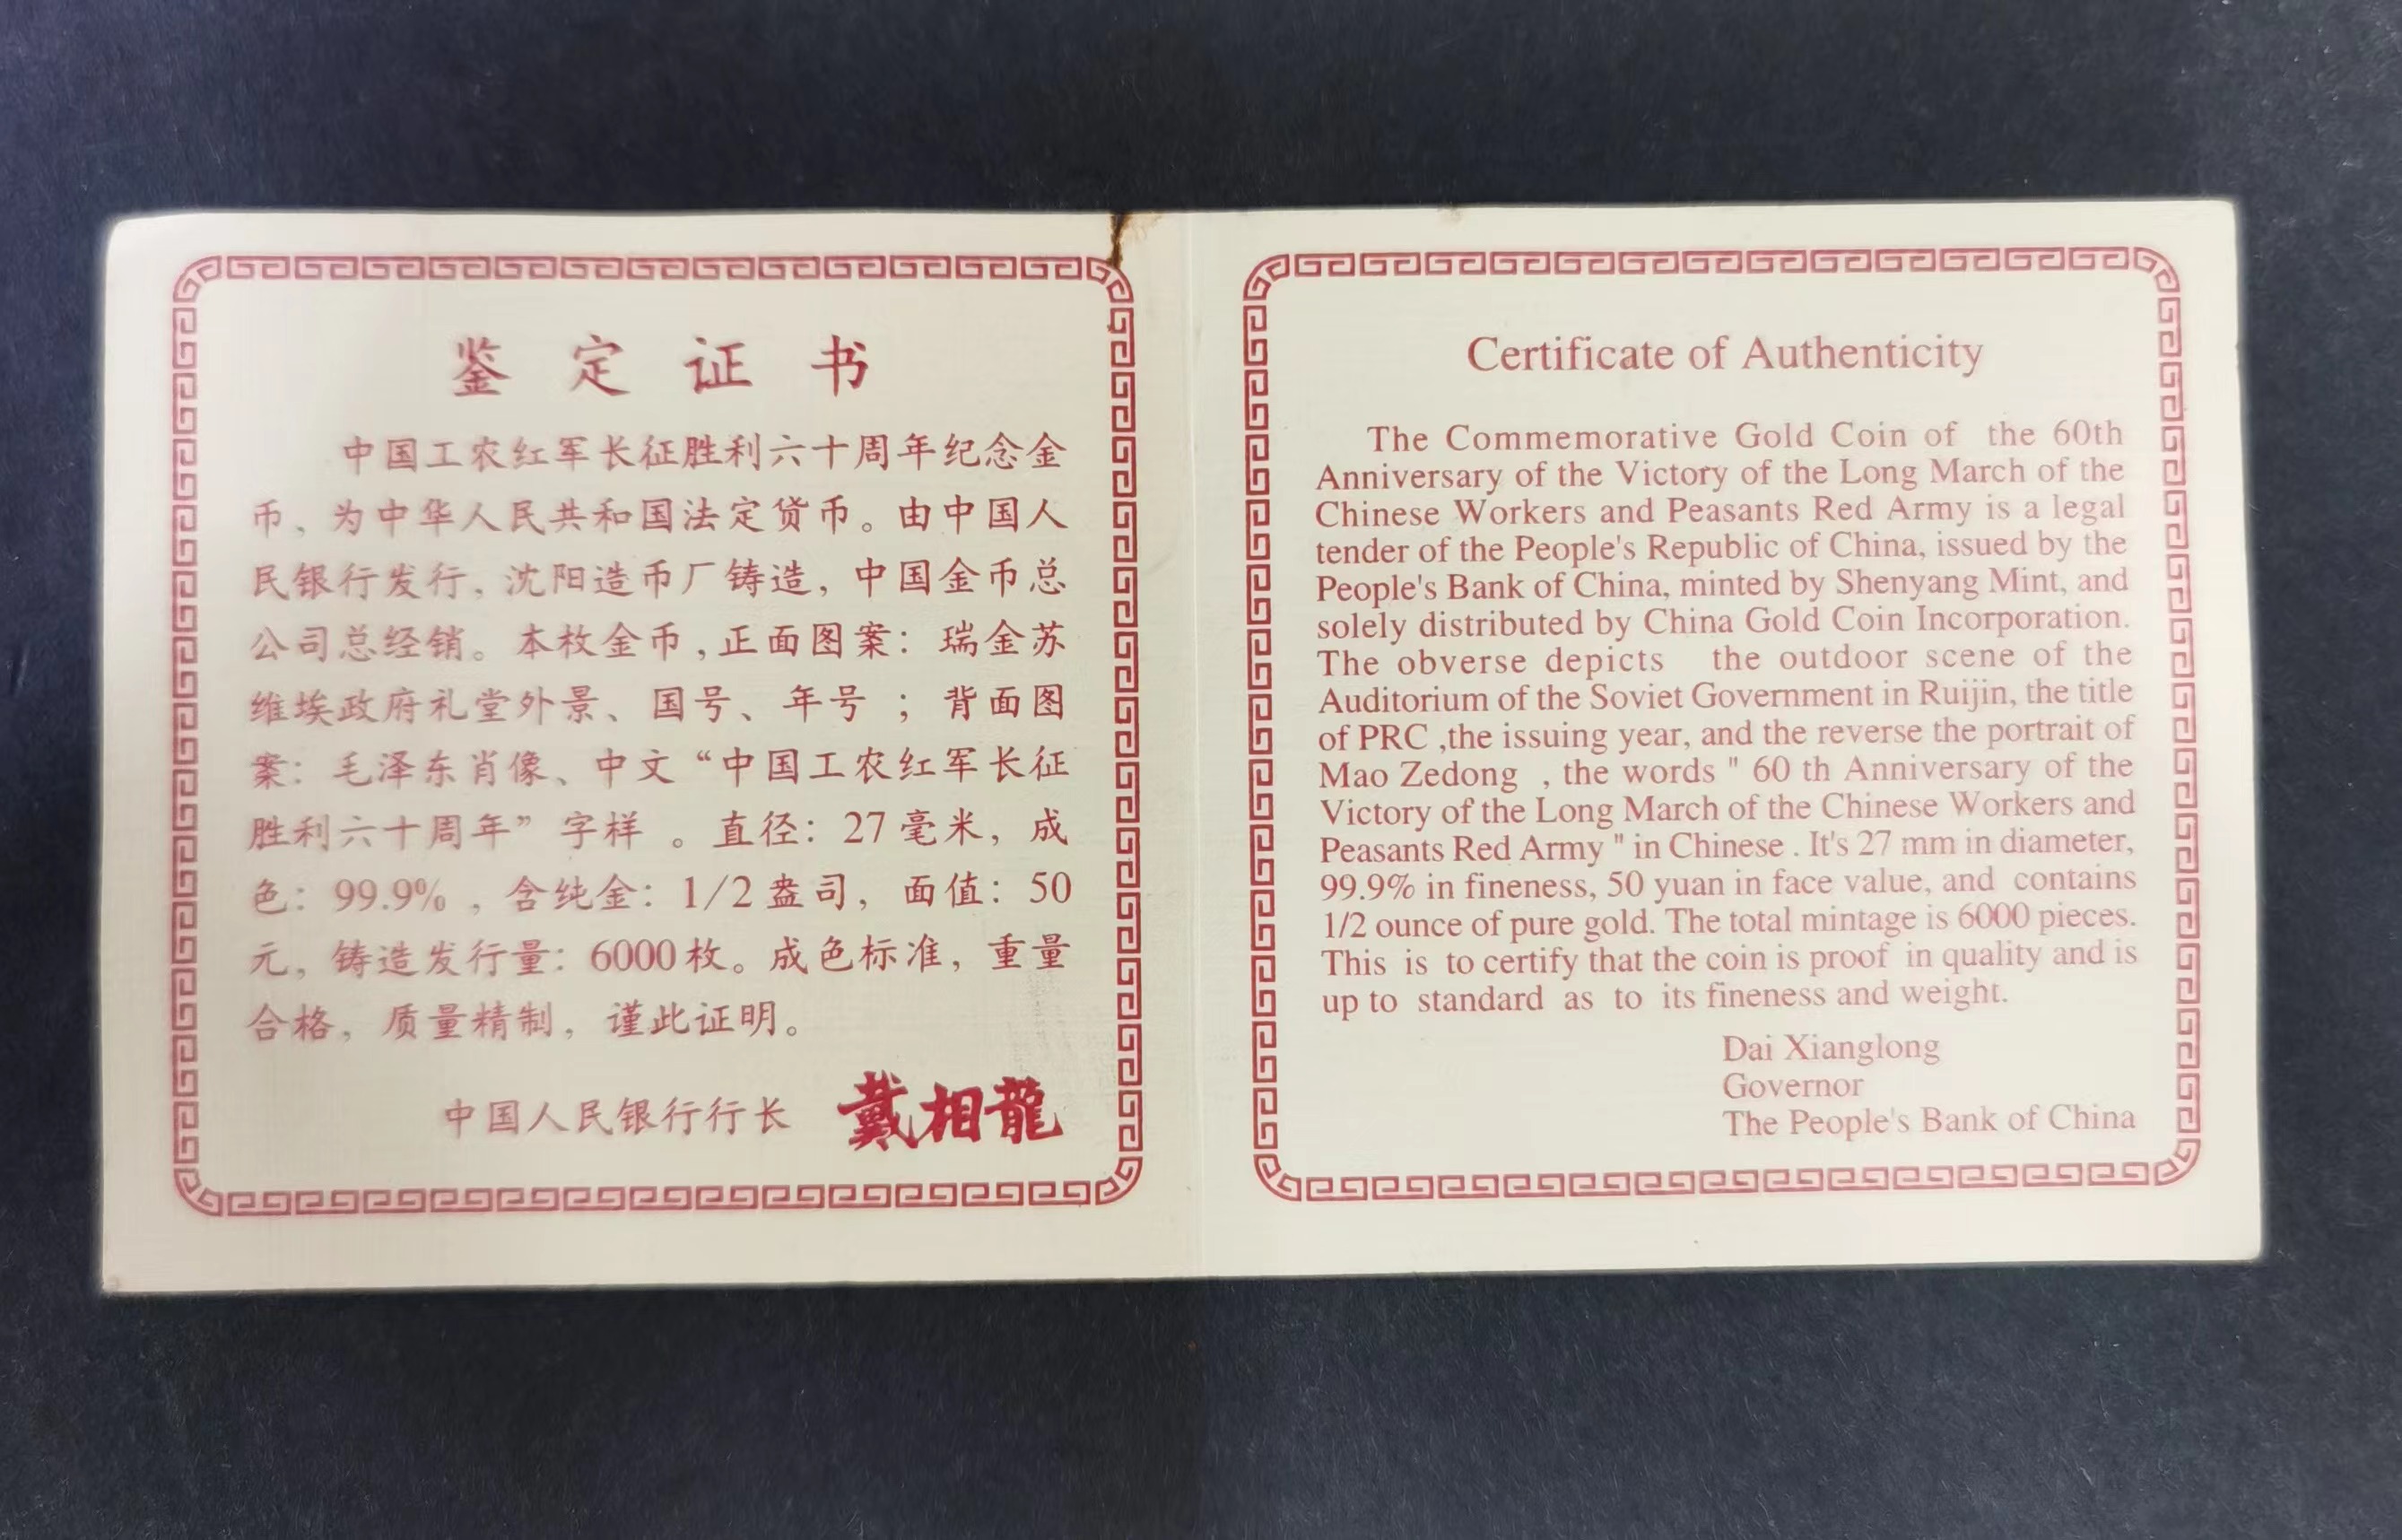 鉴定证书
中国工农红军长征胜利六十周年纪念金
币、为中华人民共和国法定货币。由中国人
民银行发行，沈阳造币厂铸造，中国金币总
公司总经销。本枚金币，正面图案：瑞金苏
维埃政府礼堂外景、国号、年号；背面图
案：毛泽东肖像、中文“中国工农红军长征
胜利六十周年”字样。直径：27毫米，成
色：99.9%，含纯金：1/2盎司，面值：50
元，铸造发行量：6000枚。成色标准，重量
合格，质量精制，谨此证明。
中国人民银行行长 戴相龍
Certificate of Authenticity
The Commemorative Gold Coin of the 60th
Anniversary of the Victory of the Long March of the
Chinese Workers and Peasants Red Army is a legal
tender of the People's Republic of China, issued by the
People's Bank of China, minted by Shenyang Mint, and
solely distributed by China Gold Coin Incorporation.
The obverse depicts the outdoor scene of the
Auditorium of the Soviet Government in Ruijin, the title
of PRC ,the issuing year, and the reverse the portrait of
Mao Zedong , the words " 60 th Anniversary of the
Victory of the Long March of the Chinese Workers and
Peasants Red Army " in Chinese . It's 27 mm in diameter,
99.9% in fineness, 50 yuan in face value, and contains
1/2 ounce of pure gold. The total mintage is 6000 pieces.
This is to certify that the coin is proof in quality and is
up to standard as to its fineness and weight.
Dai Xianglong
Governor
The People's Bank of China